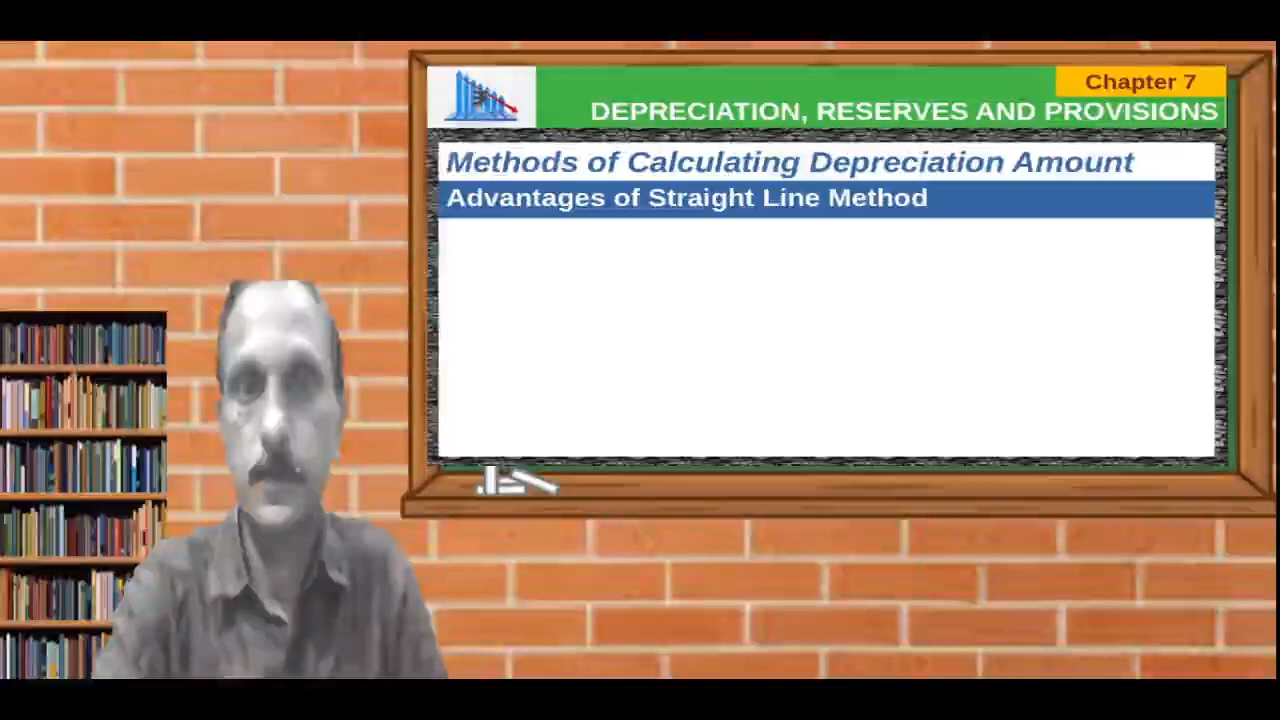 Chapter 7
DEPRECIATION, RESERVES AND PROVISIONS
Methods of Calculating Depreciation Amount
Advantages of Straight Line Method